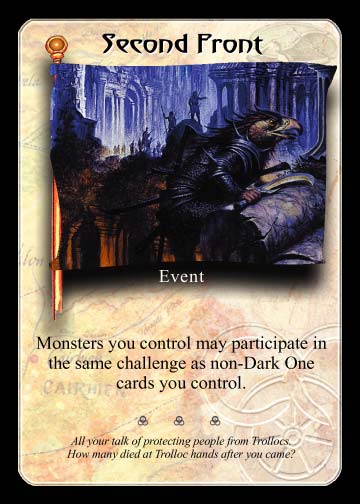 Second Front
Event
Monsters you control may participate in
the same challenge as non-Dark One
cards you control.
All your talk of protecting people from Trollocs.
How many died at Trolloc hands after you came?
CAIRHIEN